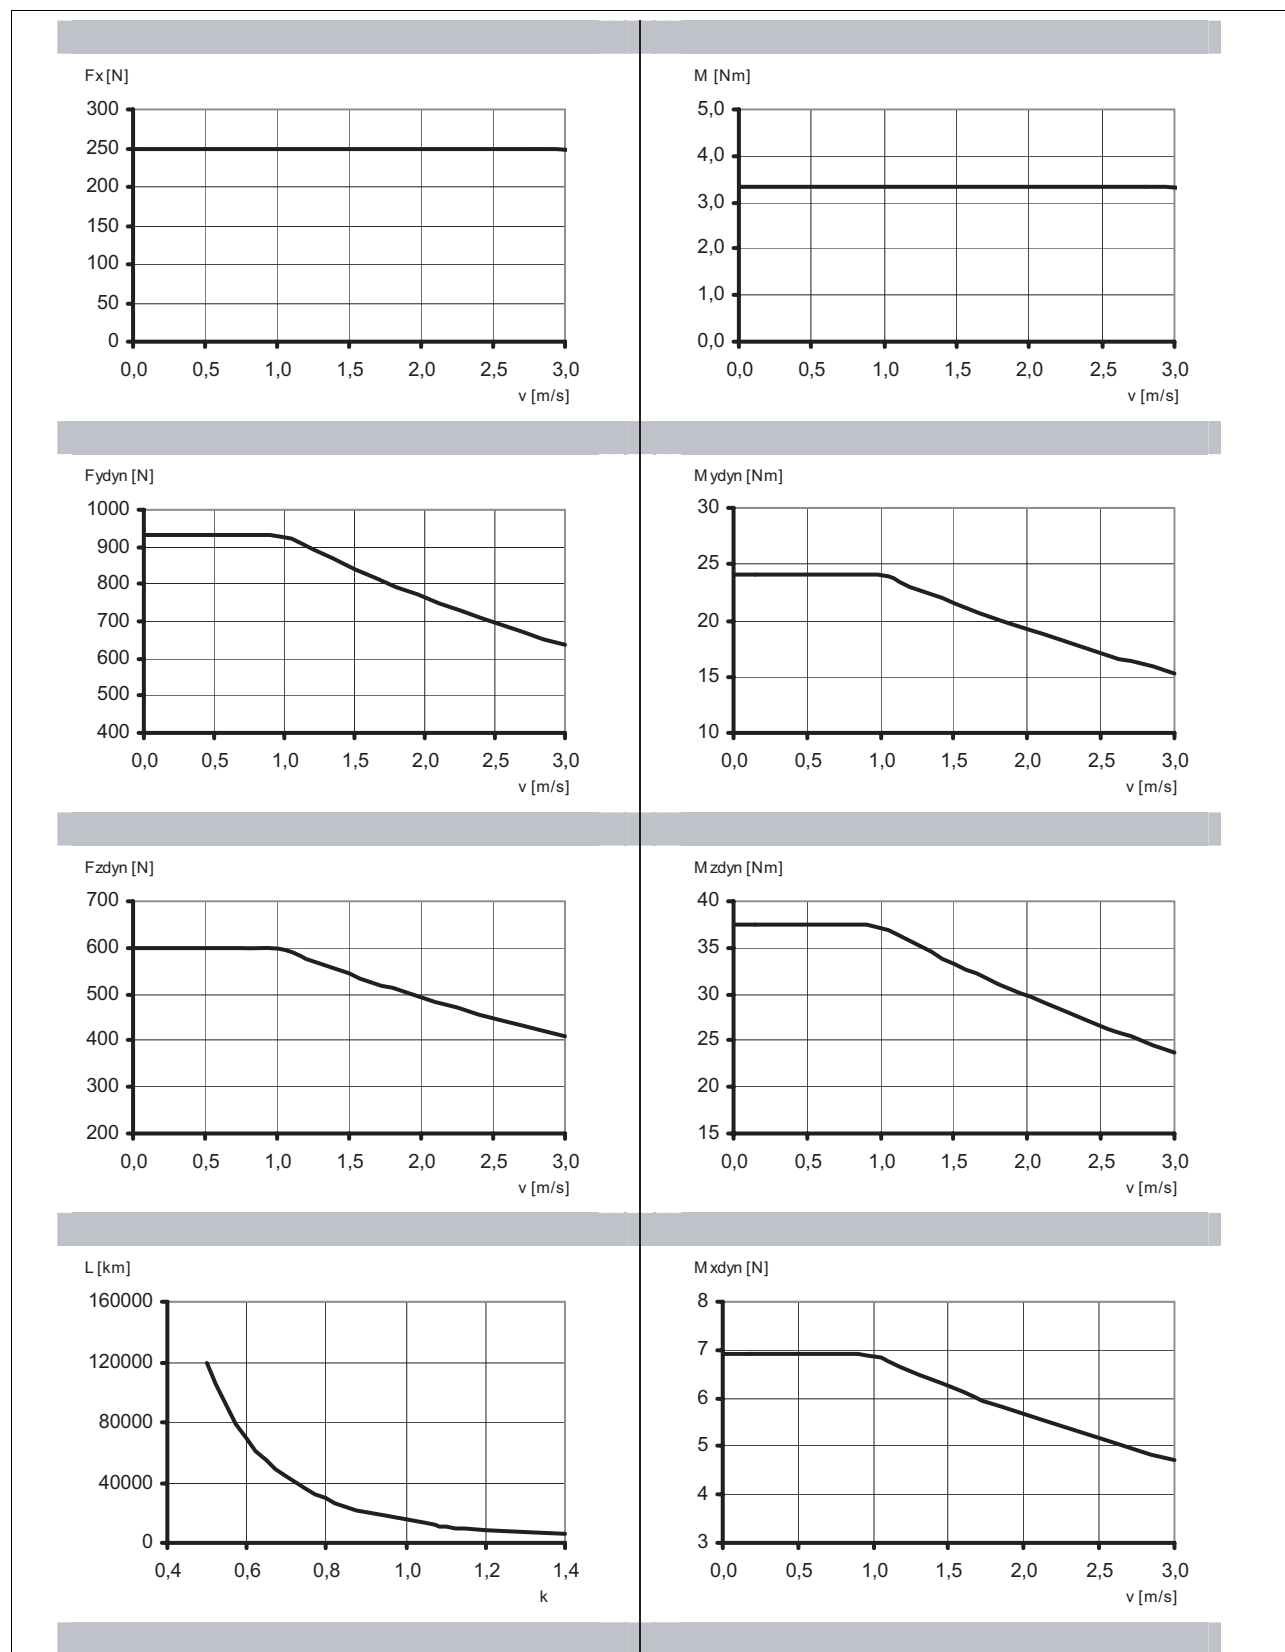 Fx [N]
300
250
200
150
100
50
0
0,0 0,5 1,0 1,5 2,0 2,5 3,0
v [m/s]
M [Nm]
5,0
4,0
3,0
2,0
1,0
0,0
0,0 0,5 1,0 1,5 2,0 2,5 3,0
v [m/s]
Fydyn [N]
1000
900
800
700
600
500
400
0,0 0,5 1,0 1,5 2,0 2,5 3,0
v [m/s]
Mydyn [Nm]
30
25
20
15
10
0,0 0,5 1,0 1,5 2,0 2,5 3,0
v [m/s]
Fzdyn [N]
700
600
500
400
300
200
0,0 0,5 1,0 1,5 2,0 2,5 3,0
v [m/s]
Mzdyn [Nm]
40
35
30
25
20
15
0,0 0,5 1,0 1,5 2,0 2,5 3,0
v [m/s]
L [km]
160000
120000
80000
40000
0
0,4 0,6 0,8 1,0 1,2 1,4
k
Mxdyn [N]
8
7
6
5
4
3
0,0 0,5 1,0 1,5 2,0 2,5 3,0
v [m/s]